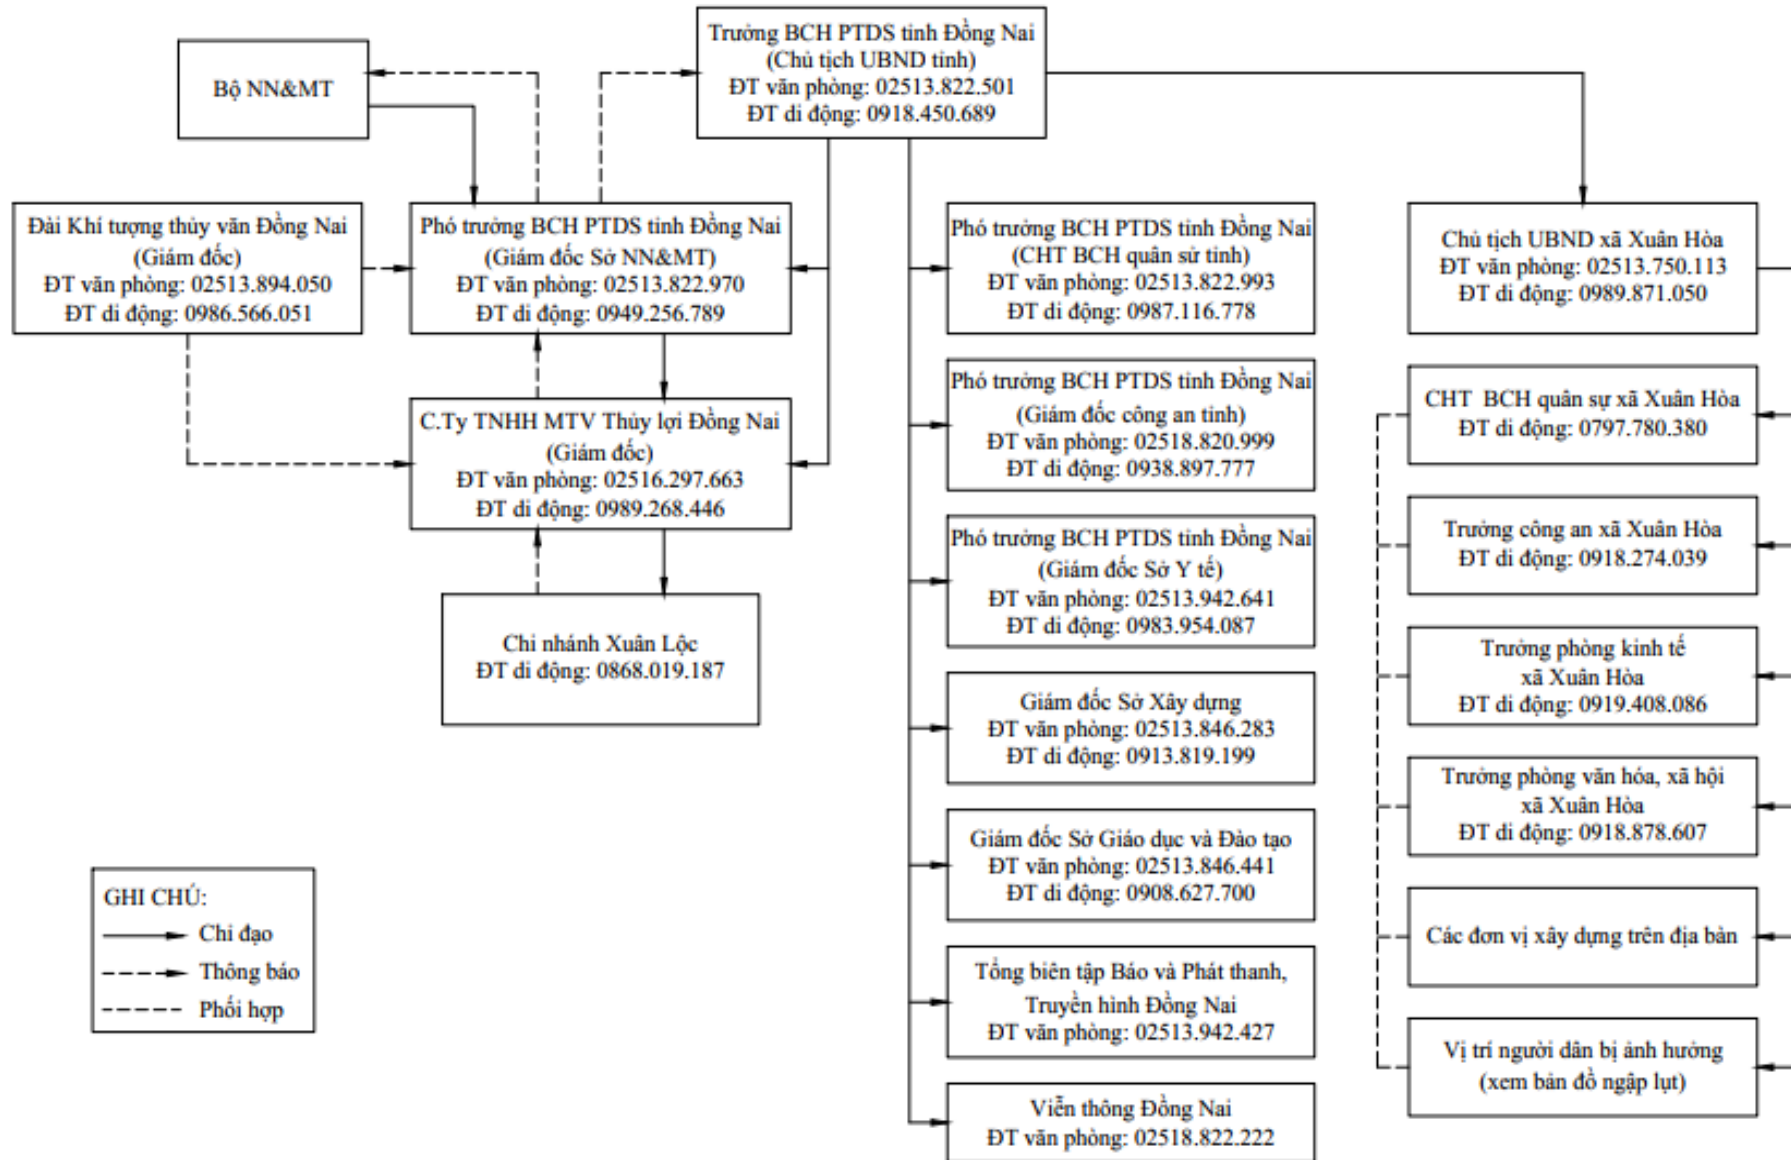 Trưởng BCH PTDS tỉnh Đồng Nai
(Chủ tịch UBND tỉnh)
ĐT văn phòng: 02513.822.501
ĐT di động: 0918.450.689
Bộ NN&MT
Đài Khí tượng thủy văn Đồng Nai
(Giám đốc)
ĐT văn phòng: 02513.894.050
ĐT di động: 0986.566.051
Phó trưởng BCH PTDS tỉnh Đồng Nai
(Giám đốc Sở NN&MT)
ĐT văn phòng: 02513.822.970
ĐT di động: 0949.256.789
C.Ty TNHH MTV Thủy lợi Đồng Nai
(Giám đốc)
ĐT văn phòng: 02516.297.663
ĐT di động: 0989.268.446
Chi nhánh Xuân Lộc
ĐT di động: 0868.019.187
Phó trưởng BCH PTDS tỉnh Đồng Nai
(CHT BCH quân sử tỉnh)
ĐT văn phòng: 02513.822.993
ĐT di động: 0987.116.778
Phó trưởng BCH PTDS tỉnh Đồng Nai
(Giám đốc công an tỉnh)
ĐT văn phòng: 02518.820.999
ĐT di động: 0938.897.777
Phó trưởng BCH PTDS tỉnh Đồng Nai
(Giám đốc Sở Y tế)
ĐT văn phòng: 02513.942.641
ĐT di động: 0983.954.087
Giám đốc Sở Xây dựng
ĐT văn phòng: 02513.846.283
ĐT di động: 0913.819.199
Giám đốc Sở Giáo dục và Đào tạo
ĐT văn phòng: 02513.846.441
ĐT di động: 0908.627.700
Tổng biên tập Báo và Phát thanh,
Truyền hình Đồng Nai
ĐT văn phòng: 02513.942.427
Viễn thông Đồng Nai
ĐT văn phòng: 02518.822.222
Chủ tịch UBND xã Xuân Hòa
ĐT văn phòng: 02513.750.113
ĐT di động: 0989.871.050
CHT BCH quân sự xã Xuân Hòa
ĐT di động: 0797.780.380
Trưởng công an xã Xuân Hòa
ĐT di động: 0918.274.039
Trưởng phòng kinh tế
xã Xuân Hòa
ĐT di động: 0919.408.086
Trưởng phòng văn hóa, xã hội
xã Xuân Hòa
ĐT di động: 0918.878.607
Các đơn vị xây dựng trên địa bàn
Vị trí người dân bị ảnh hưởng
(xem bản đồ ngập lụt)
GHI CHÚ:
Chỉ đạo
Thông báo
Phối hợp